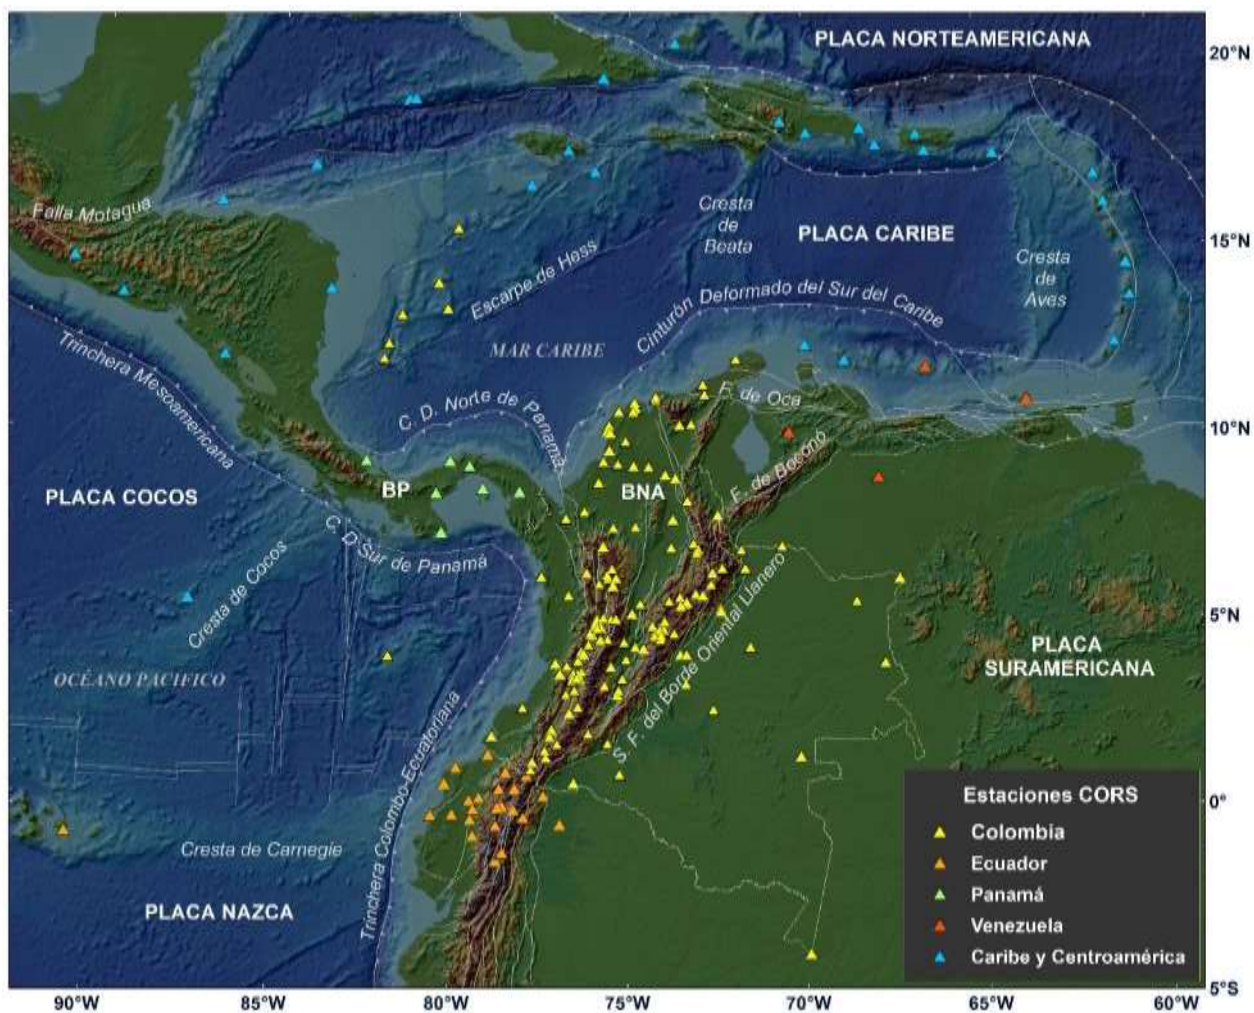 PLACA NORTEAMERICANA
20°N
Falla Motagua
Cresta
de
Beata
PLACA CARIBE
15°N
Escarpe de Hess
Cresta
de
Aves
Trinchera Mesoamericana
MAR CARIBE
Cinturón Deformado del Sur del Caribe
C. D. Norte de Panamá
F. de Oca
10°N
PLACA COCOS
BP
BNA
F. de Boconó
C. D Sur de Panamá
Cresta de Cocos
OCÉANO PACIFICO
S. F. del Borde Oriental Llanero
5°N
PLACA
SURAMERICANA
Trinchera Colombo-Ecuatoriana
Cresta de Carnegie
PLACA NAZCA
Estaciones CORS
0°
Colombia
Ecuador
Panamá
Venezuela
Caribe y Centroamérica
5°S
90°W
85°W
80°W
75°W
70°W
65°W
60°W